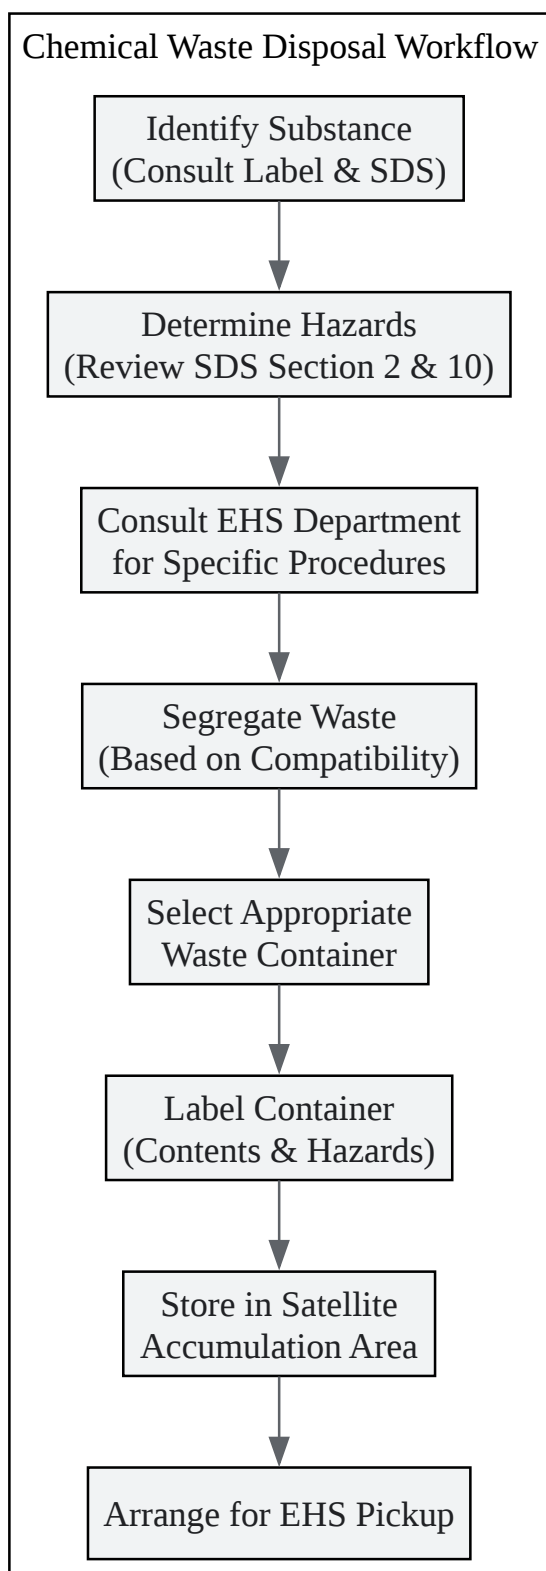 Chemical Waste Disposal Workflow
Identify Substance
(Consult Label & SDS)
Determine Hazards
(Review SDS Section 2 & 10)
Consult EHS Department
for Specific Procedures
Segregate Waste
(Based on Compatibility)
Select Appropriate
Waste Container
Label Container
(Contents & Hazards)
Store in Satellite
Accumulation Area
Arrange for EHS Pickup